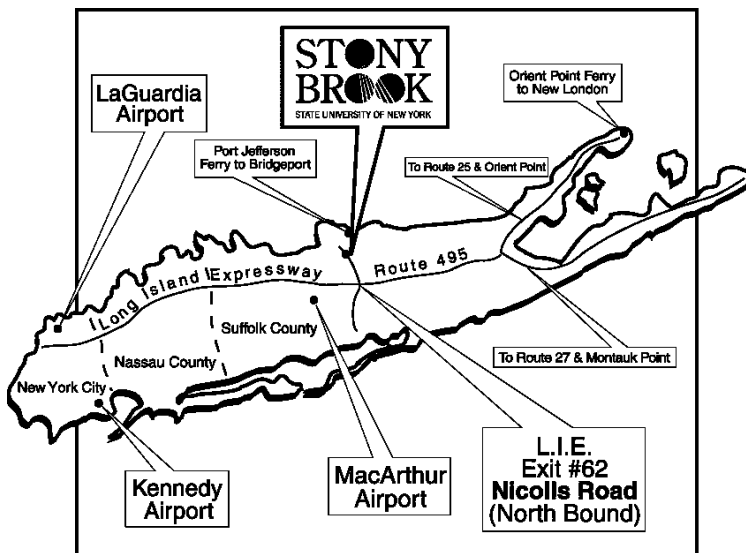 STONY
BROOK
STATE UNIVERSITY OF NEW YORK
Orient Point Ferry
to New London
LaGuardia
Airport
Port Jefferson
Ferry to Bridgeport
To Route 25 & Orient Point
Long Island Expressway Route 495
Suffolk County
Nassau County
New York City
To Route 27 & Montauk Point
Kennedy
Airport
MacArthur
Airport
L.I.E.
Exit #62
Nicolls Road
(North Bound)